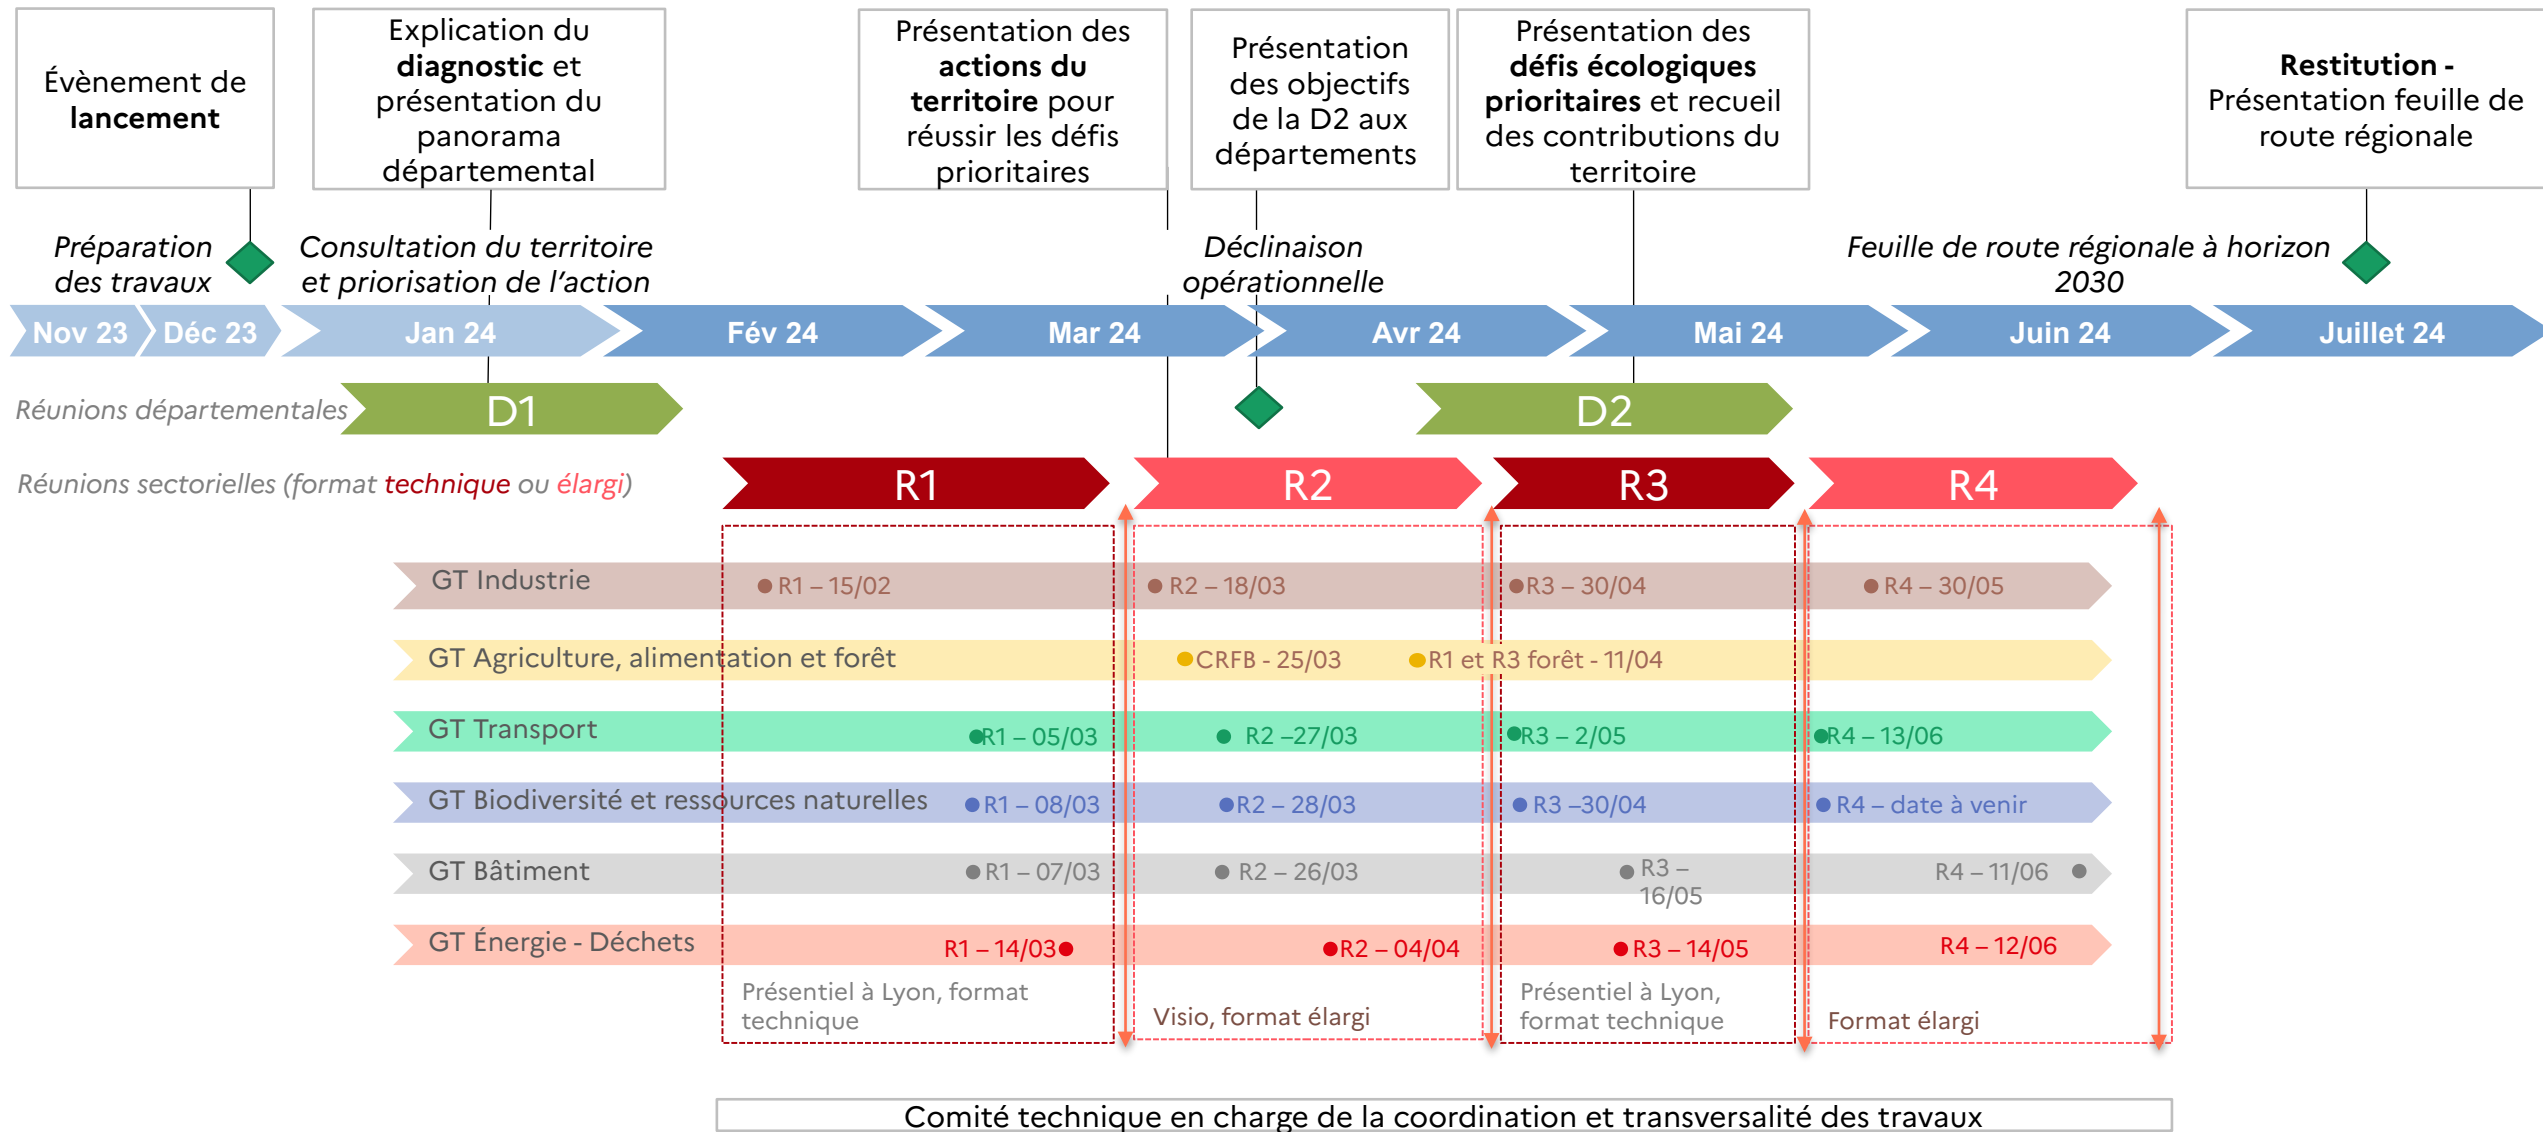 Évènement de
lancement
Explication du
diagnostic et
présentation du
panorama
départemental
Présentation des
actions du
territoire pour
réussir les défis
prioritaires
Présentation
des objectifs
de la D2 aux
départements
Présentation des
défis écologiques
prioritaires et recueil
des contributions du
territoire
Restitution -
Présentation feuille de
route régionale
Préparation
des travaux
Consultation du territoire
et priorisation de l'action
Déclinaison
opérationnelle
Feuille de route régionale à horizon
2030
Nov 23
Déc 23
Jan 24
Fév 24
Mar 24
Avr 24
Mai 24
Juin 24
Juillet 24
Réunions départementales
D1
D2
Réunions sectorielles (format technique ou élargi)
R1
R2
R3
R4
GT Industrie
R1 – 15/02
R2 – 18/03
R3 – 30/04
R4 – 30/05
GT Agriculture, alimentation et forêt
CRFB - 25/03
R1 et R3 forêt - 11/04
GT Transport
R1 – 05/03
R2 –27/03
R3 – 2/05
R4 – 13/06
GT Biodiversité et ressources naturelles
R1 – 08/03
R2 – 28/03
R3 –30/04
R4 – date à venir
GT Bâtiment
R1 – 07/03
R2 – 26/03
R3 –
16/05
R4 – 11/06
GT Énergie - Déchets
R1 – 14/03
R2 – 04/04
R3 – 14/05
R4 – 12/06
Présentiel à Lyon, format
technique
Visio, format élargi
Présentiel à Lyon,
format technique
Format élargi
Comité technique en charge de la coordination et transversalité des travaux